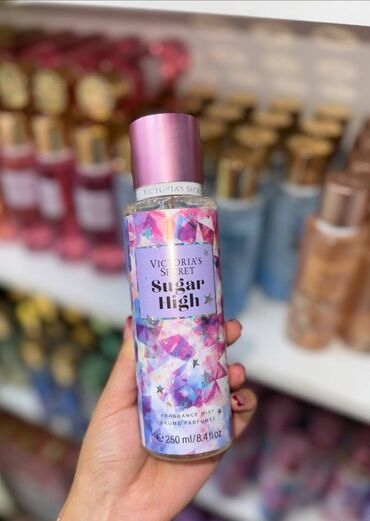 VICTORIA'S SECRET
VICTORIA'S
SECRET
Sugar
High
FRAGRANCE MIST
BRUME PARFUMÉE
℮ 250 ml/8.4 fl oz